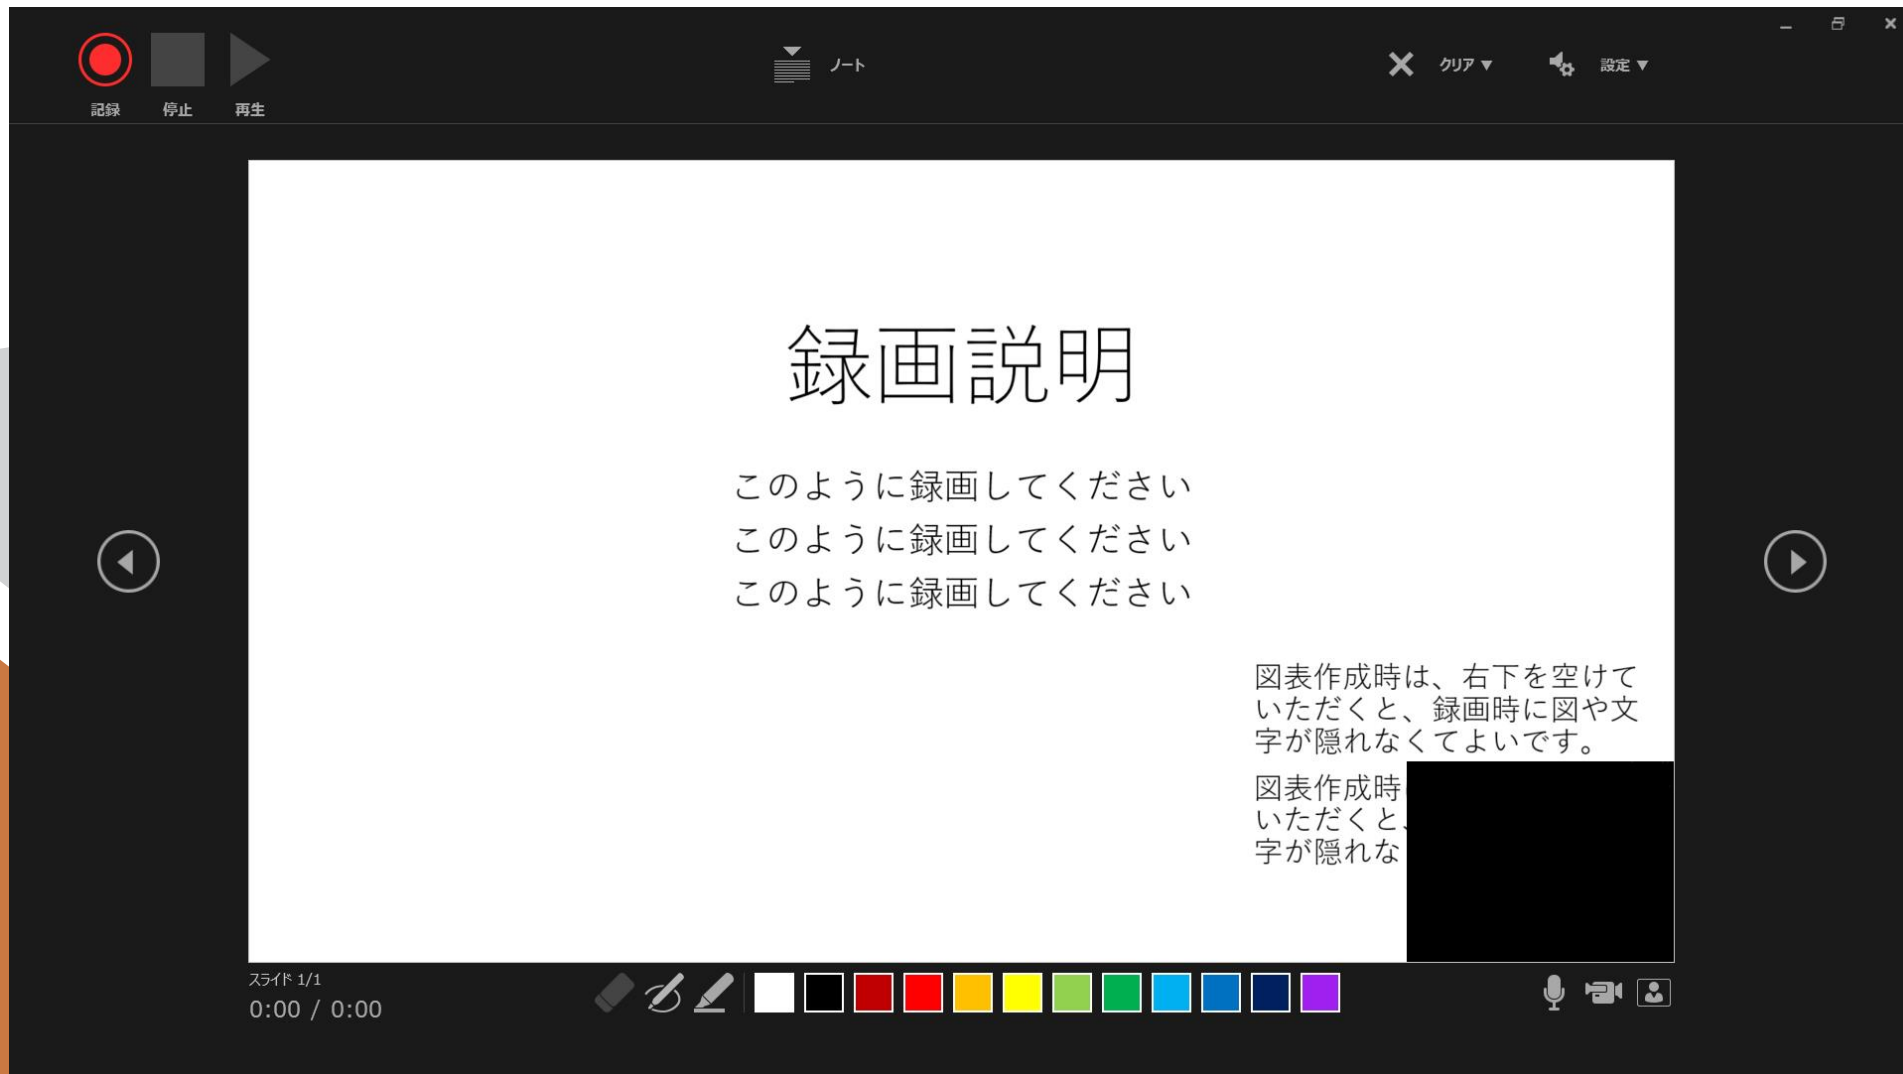 記録
停止
再生
ノート
クリア
設定
録画説明
このように録画してください
このように録画してください
このように録画してください
図表作成時は、右下を空けて
いただくと、録画時に図や文
字が隠れなくてよいです。
図表作成時
いただくと、
字が隠れな
スライド 1/1
0:00 / 0:00